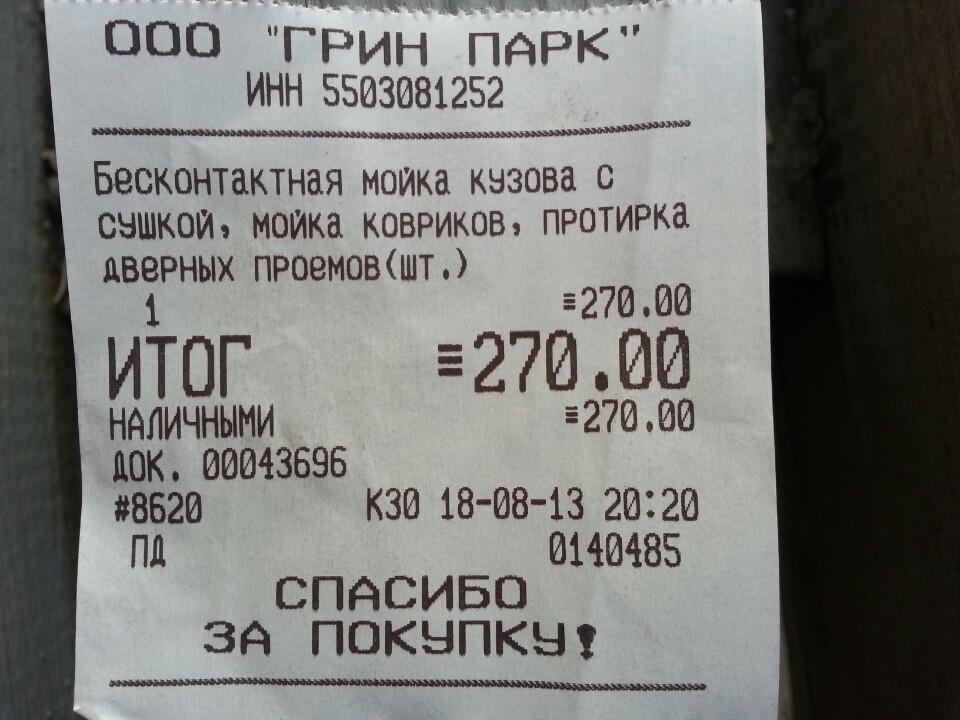 ООО "ГРИН ПАРК"
ИНН 5503081252
Бесконтактная мойка кузова с
сушкой, мойка ковриков, протирка
дверных проемов(шт.)
1 ≡270.00
ИТОГ ≡270.00
НАЛИЧНЫМИ ≡270.00
ДОК. 00043696
#8620 К30 18-08-13 20:20
ПД 0140485
СПАСИБО
ЗА ПОКУПКУ!